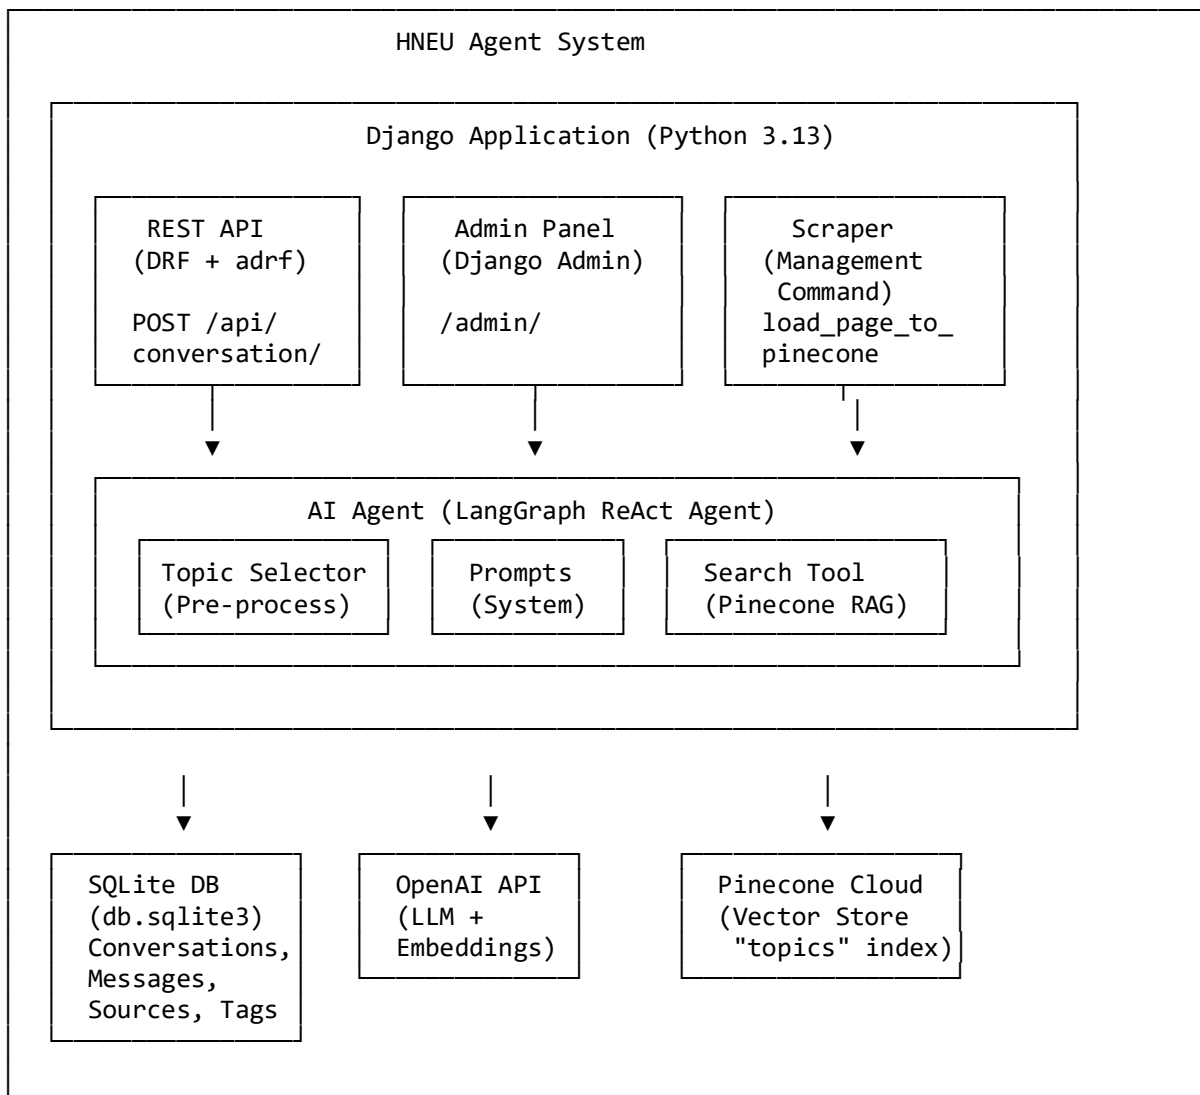 HNEU Agent System
Django Application (Python 3.13)
REST API
(DRF + adrf)
POST /api/
conversation/
Admin Panel
(Django Admin)
/admin/
Scraper
(Management
Command)
load_page_to_
pinecone
AI Agent (LangGraph ReAct Agent)
Topic Selector
(Pre-process)
Prompts
(System)
Search Tool
(Pinecone RAG)
SQLite DB
(db.sqlite3)
Conversations,
Messages,
Sources, Tags
OpenAI API
(LLM +
Embeddings)
Pinecone Cloud
(Vector Store
"topics" index)